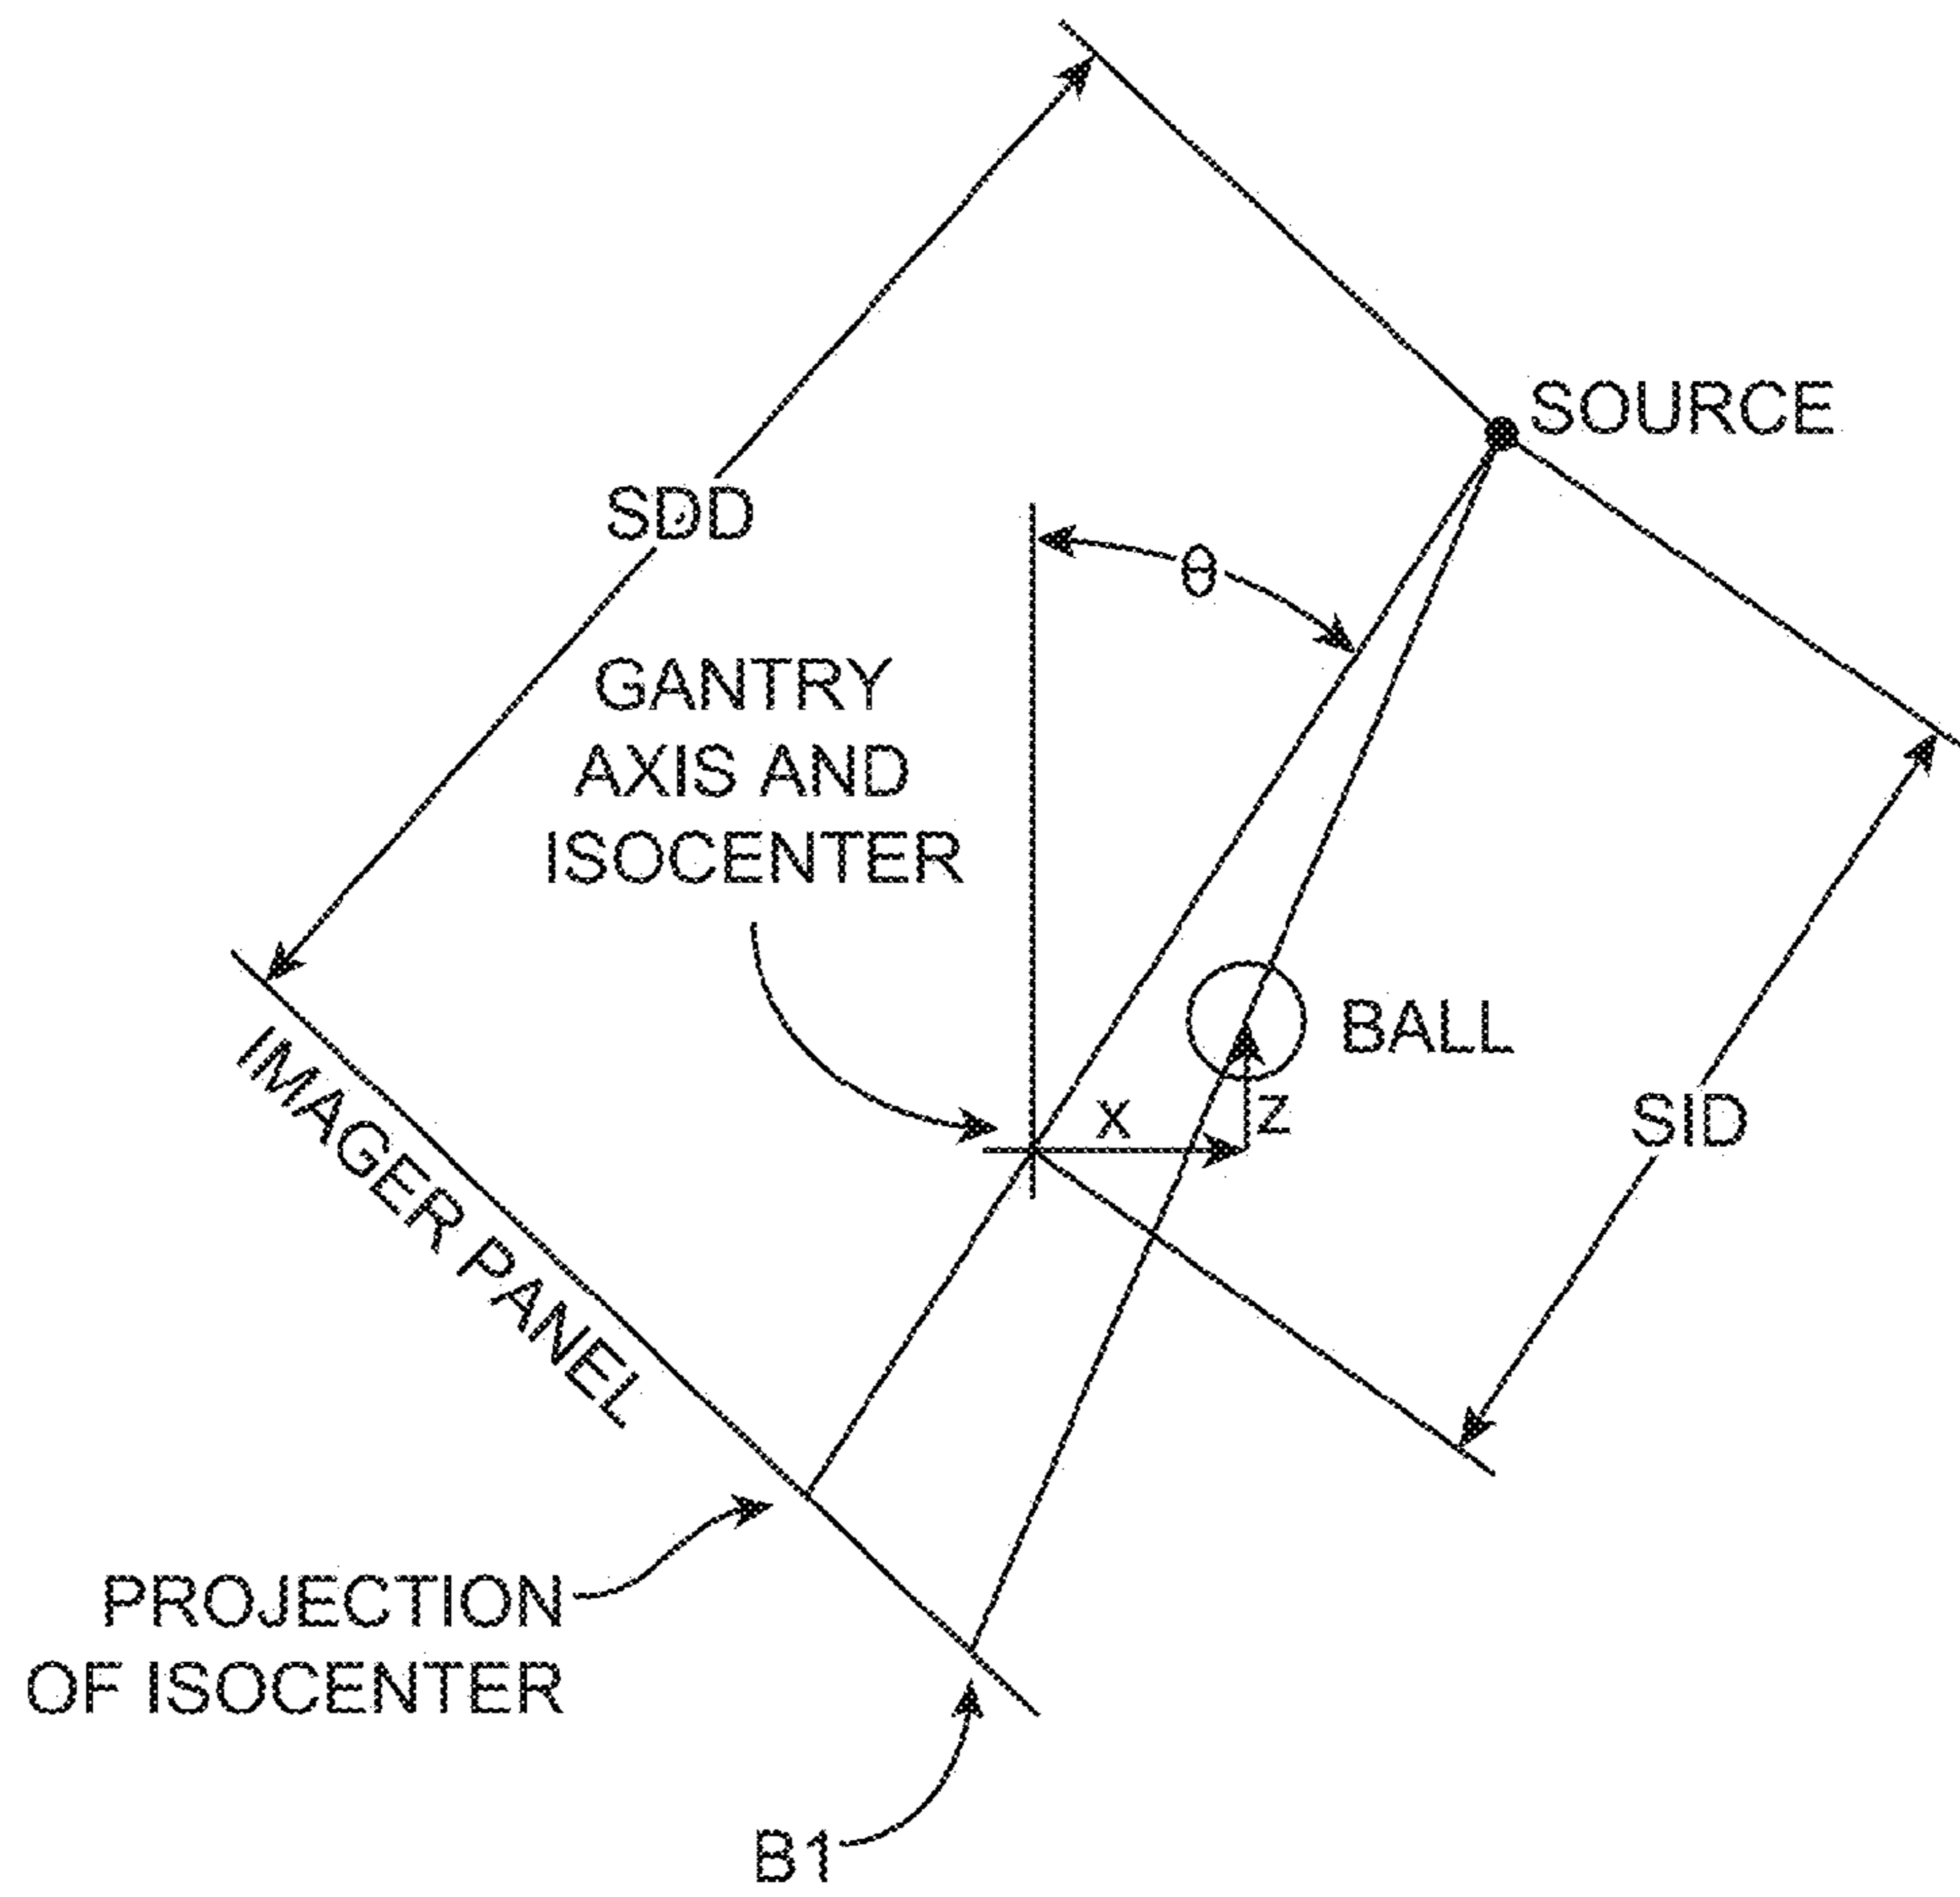 SOURCE
SDD
θ
GANTRY
AXIS AND
ISOCENTER
BALL
X
Z
SID
IMAGER PANEL
PROJECTION
OF ISOCENTER
B1